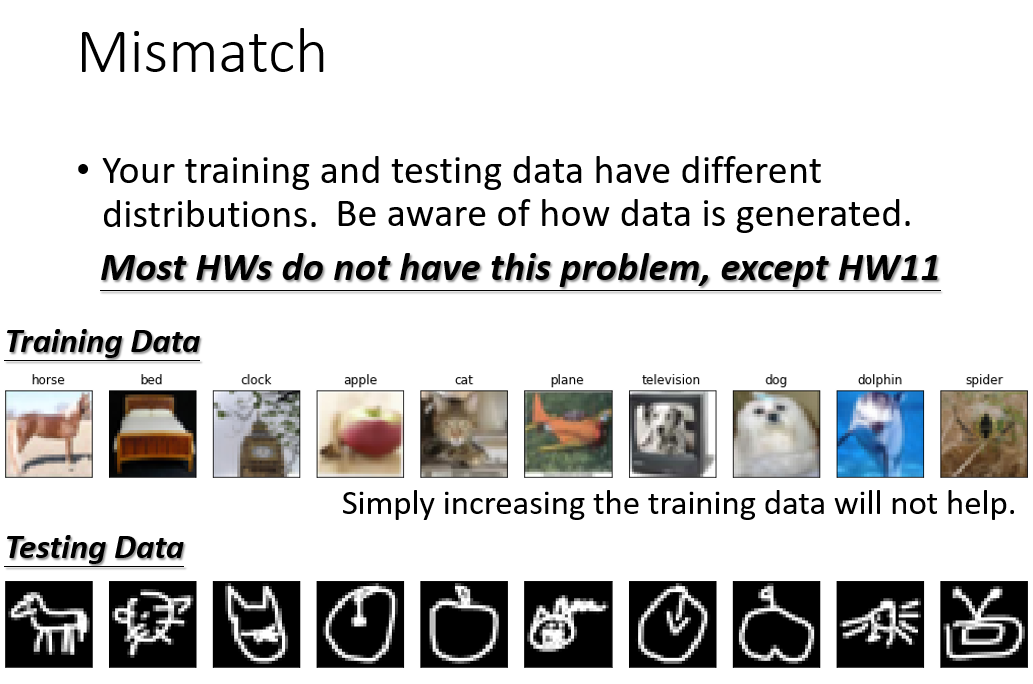 Mismatch
• Your training and testing data have different
distributions. Be aware of how data is generated.
Most HWs do not have this problem, except HW11
Training Data
horse bed clock apple cat plane television dog dolphin spider
Simply increasing the training data will not help.
Testing Data